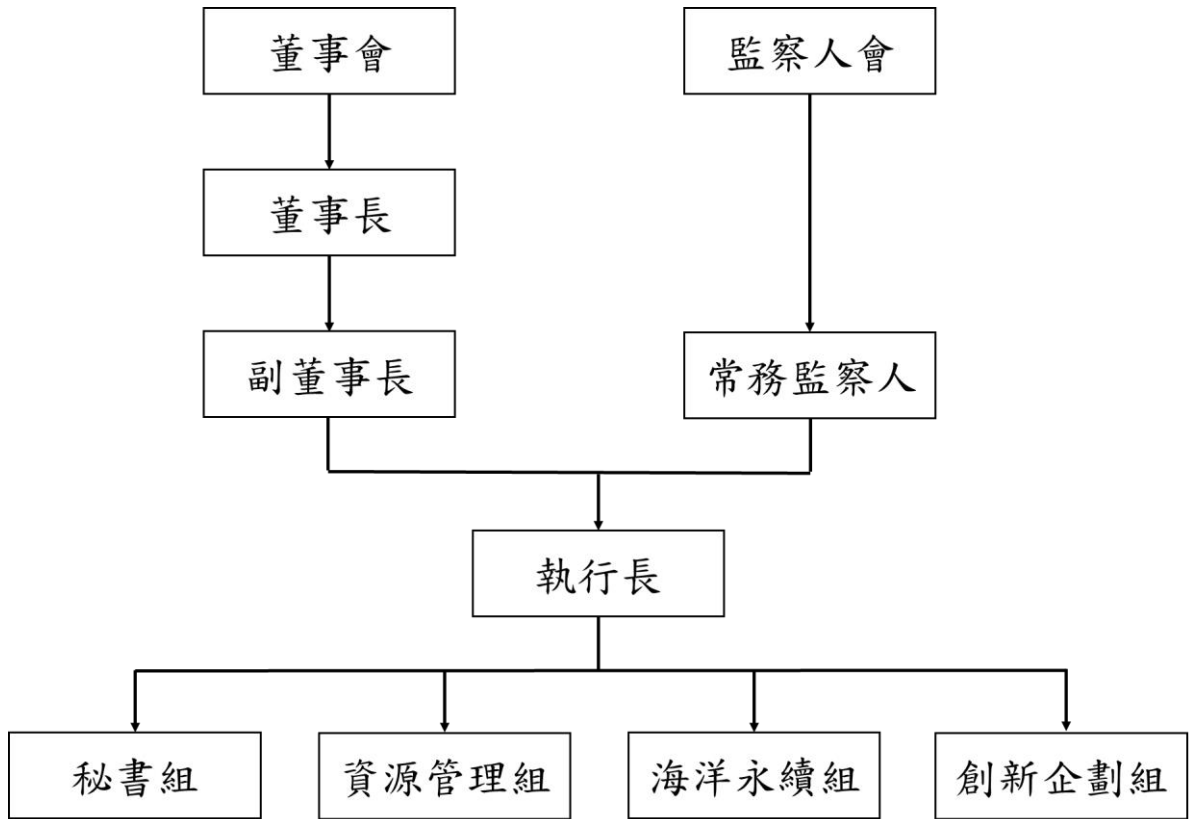 董事會
監察人會
董事長
副董事長
常務監察人
執行長
秘書組
資源管理組
海洋永續組
創新企劃組